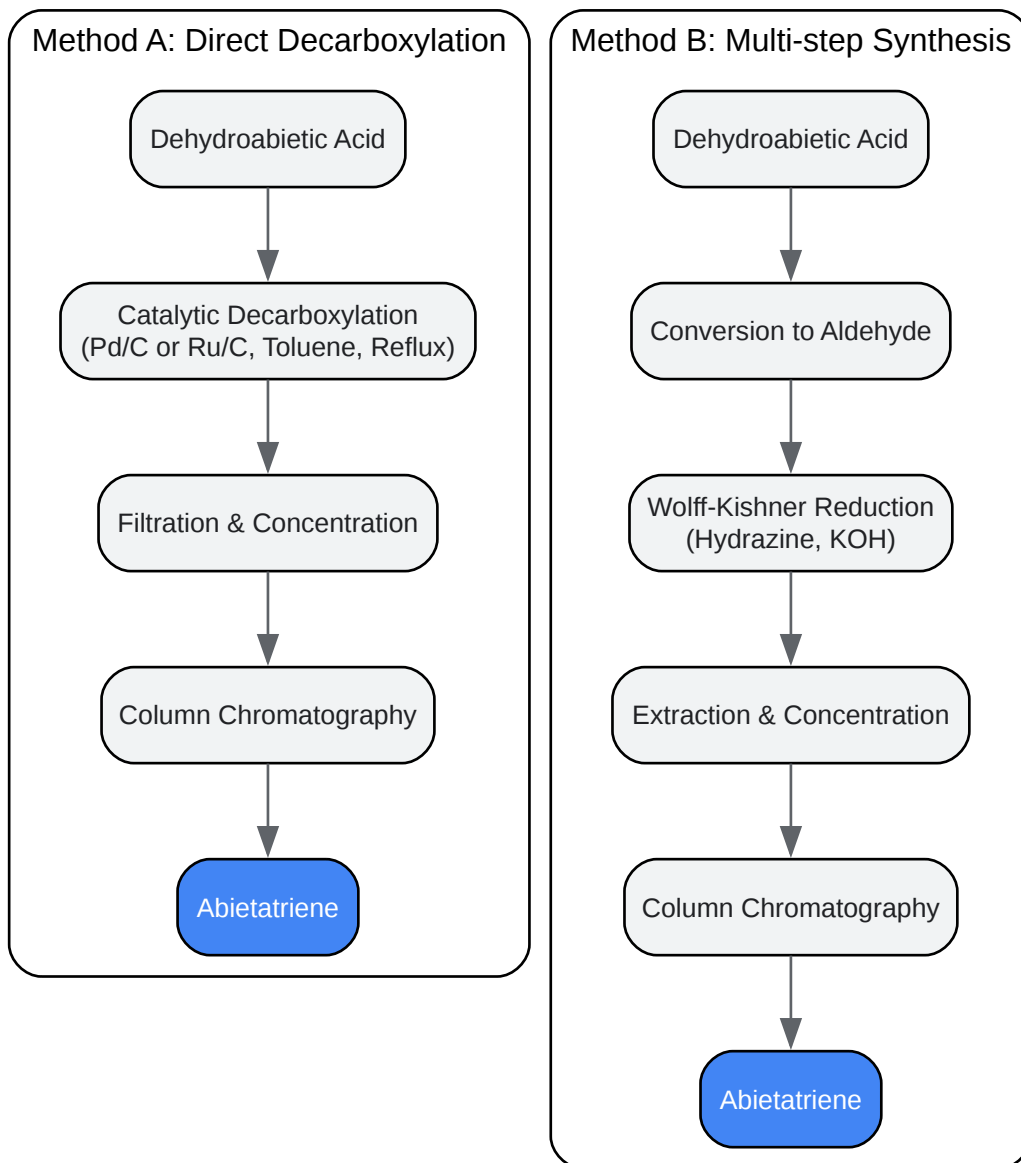 Method A: Direct Decarboxylation
Dehydroabietic Acid
Catalytic Decarboxylation
(Pd/C or Ru/C, Toluene, Reflux)
Filtration & Concentration
Column Chromatography
Abietatriene
Method B: Multi-step Synthesis
Dehydroabietic Acid
Conversion to Aldehyde
Wolff-Kishner Reduction
(Hydrazine, KOH)
Extraction & Concentration
Column Chromatography
Abietatriene